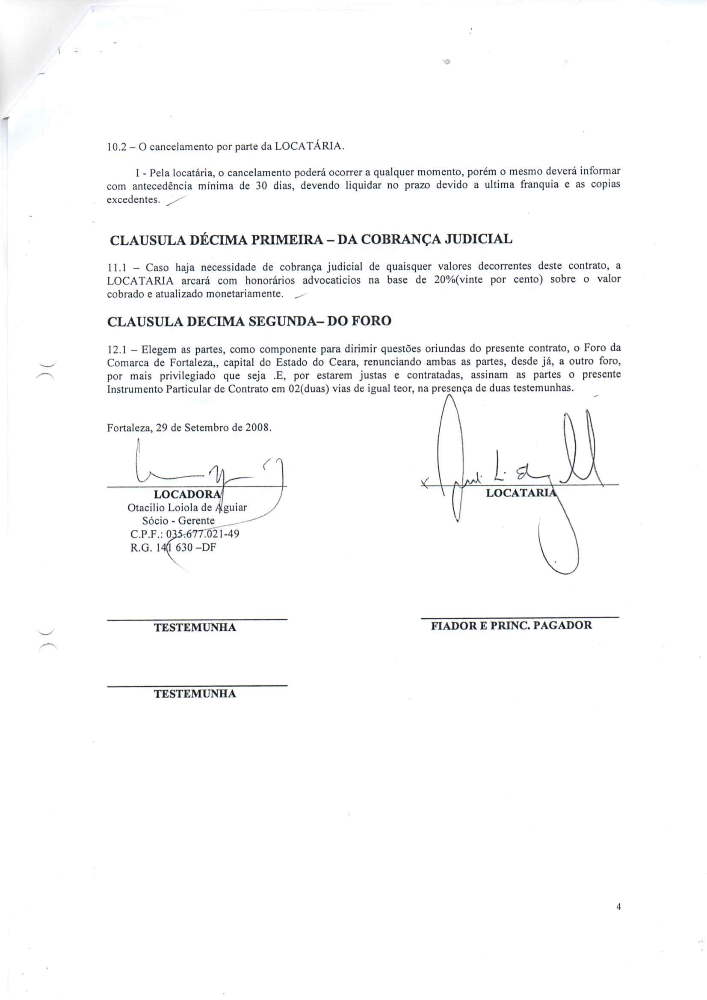 10.2 – O cancelamento por parte da LOCATÁRIA.
I - Pela locatária, o cancelamento poderá ocorrer a qualquer momento, porém o mesmo deverá informar
com antecedência mínima de 30 dias, devendo liquidar no prazo devido a ultima franquia e as copias
excedentes.
CLAUSULA DÉCIMA PRIMEIRA – DA COBRANÇA JUDICIAL
11.1 – Caso haja necessidade de cobrança judicial de quaisquer valores decorrentes deste contrato, a
LOCATARIA arcará com honorários advocaticios na base de 20%(vinte por cento) sobre o valor
cobrado e atualizado monetariamente.
CLAUSULA DECIMA SEGUNDA– DO FORO
12.1 – Elegem as partes, como componente para dirimir questões oriundas do presente contrato, o Foro da
Comarca de Fortaleza,, capital do Estado do Ceara, renunciando ambas as partes, desde já, a outro foro,
por mais privilegiado que seja .E, por estarem justas e contratadas, assinam as partes o presente
Instrumento Particular de Contrato em 02(duas) vias de igual teor, na presença de duas testemunhas.
Fortaleza, 29 de Setembro de 2008.
LOCADORA
Otacilio Loiola de Aguiar
Sócio - Gerente
C.P.F.: 035.677.021-49
R.G. 141 630 –DF
LOCATARIA
TESTEMUNHA
FIADOR E PRINC. PAGADOR
TESTEMUNHA
4